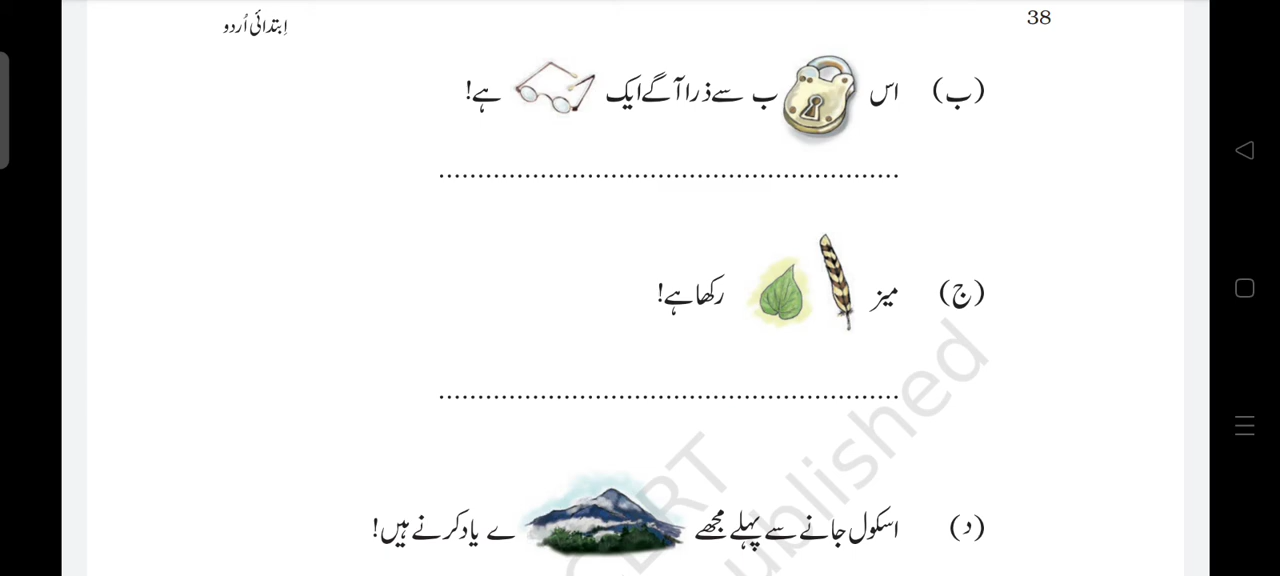 38
اِبتدائی اُردو
(ب) اس ب سے ذرا آگے ایک ہے!
............................................................
(ج) میز رکھا ہے!
............................................................
(د) اسکول جانے سے پہلے مجھے ے یاد کرنے ہیں!